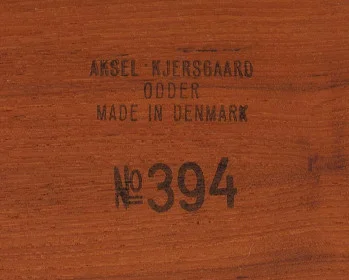 AKSEL KJERSGAARD
ODDER
MADE IN DENMARK
№394